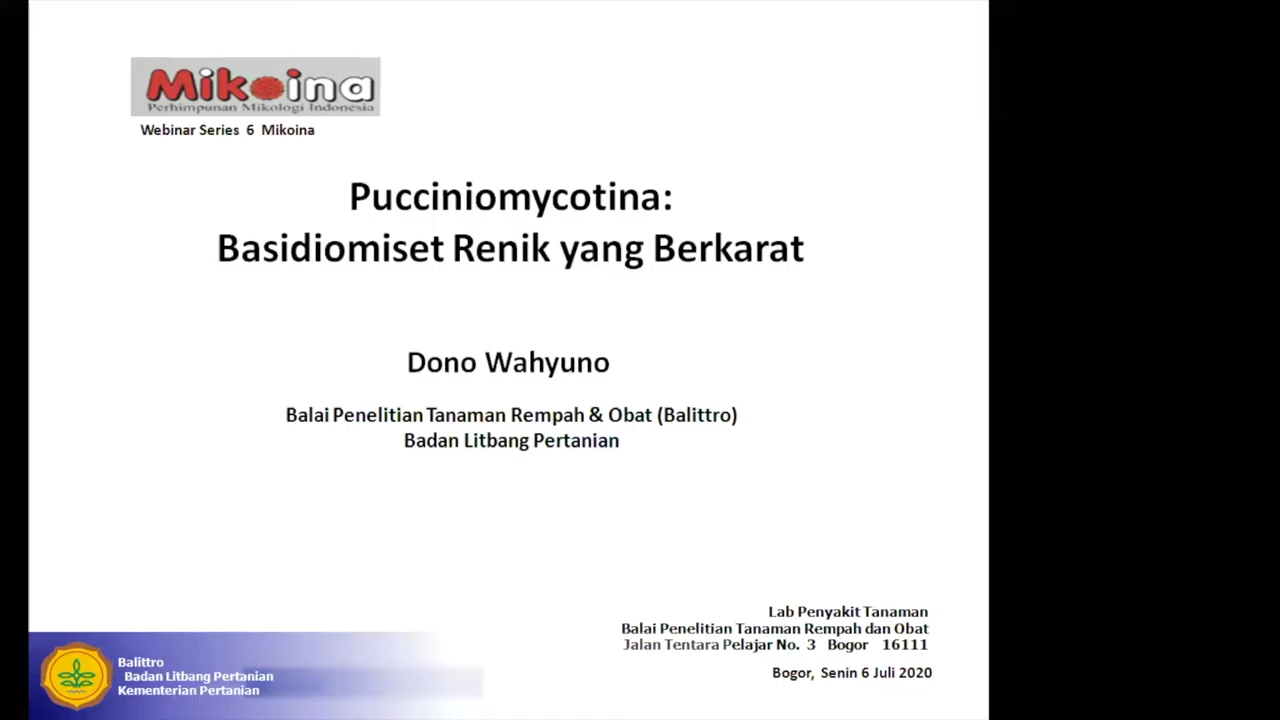 Mikoina
Perhimpunan Mikologi Indonesia
Webinar Series 6 Mikoina
Pucciniomycotina:
Basidiomiset Renik yang Berkarat
Dono Wahyuno
Balai Penelitian Tanaman Rempah & Obat (Balittro)
Badan Litbang Pertanian
Lab Penyakit Tanaman
Balai Penelitian Tanaman Rempah dan Obat
Jalan Tentara Pelajar No. 3 Bogor 16111
Bogor, Senin 6 Juli 2020
Balittro
Badan Litbang Pertanian
Kementerian Pertanian